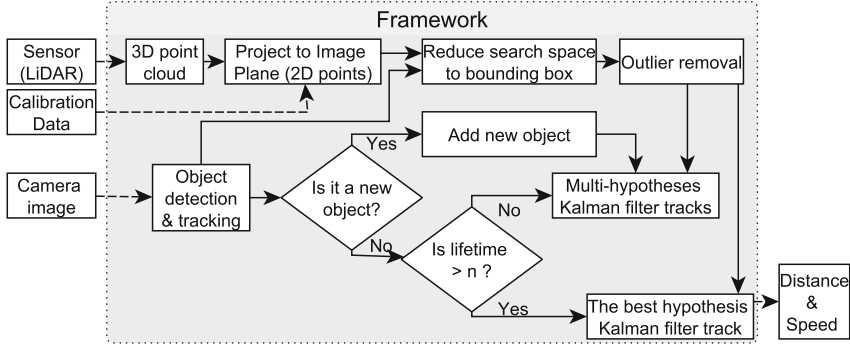 Framework
Sensor
(LiDAR)
3D point
cloud
Project to Image
Plane (2D points)
Reduce search space
to bounding box
Outlier removal
Calibration
Data
Camera
image
Object
detection
& tracking
Is it a new
object?
Yes
Add new object
No
Is lifetime
> n ?
No
Multi-hypotheses
Kalman filter tracks
Yes
The best hypothesis
Kalman filter track
Distance
&
Speed